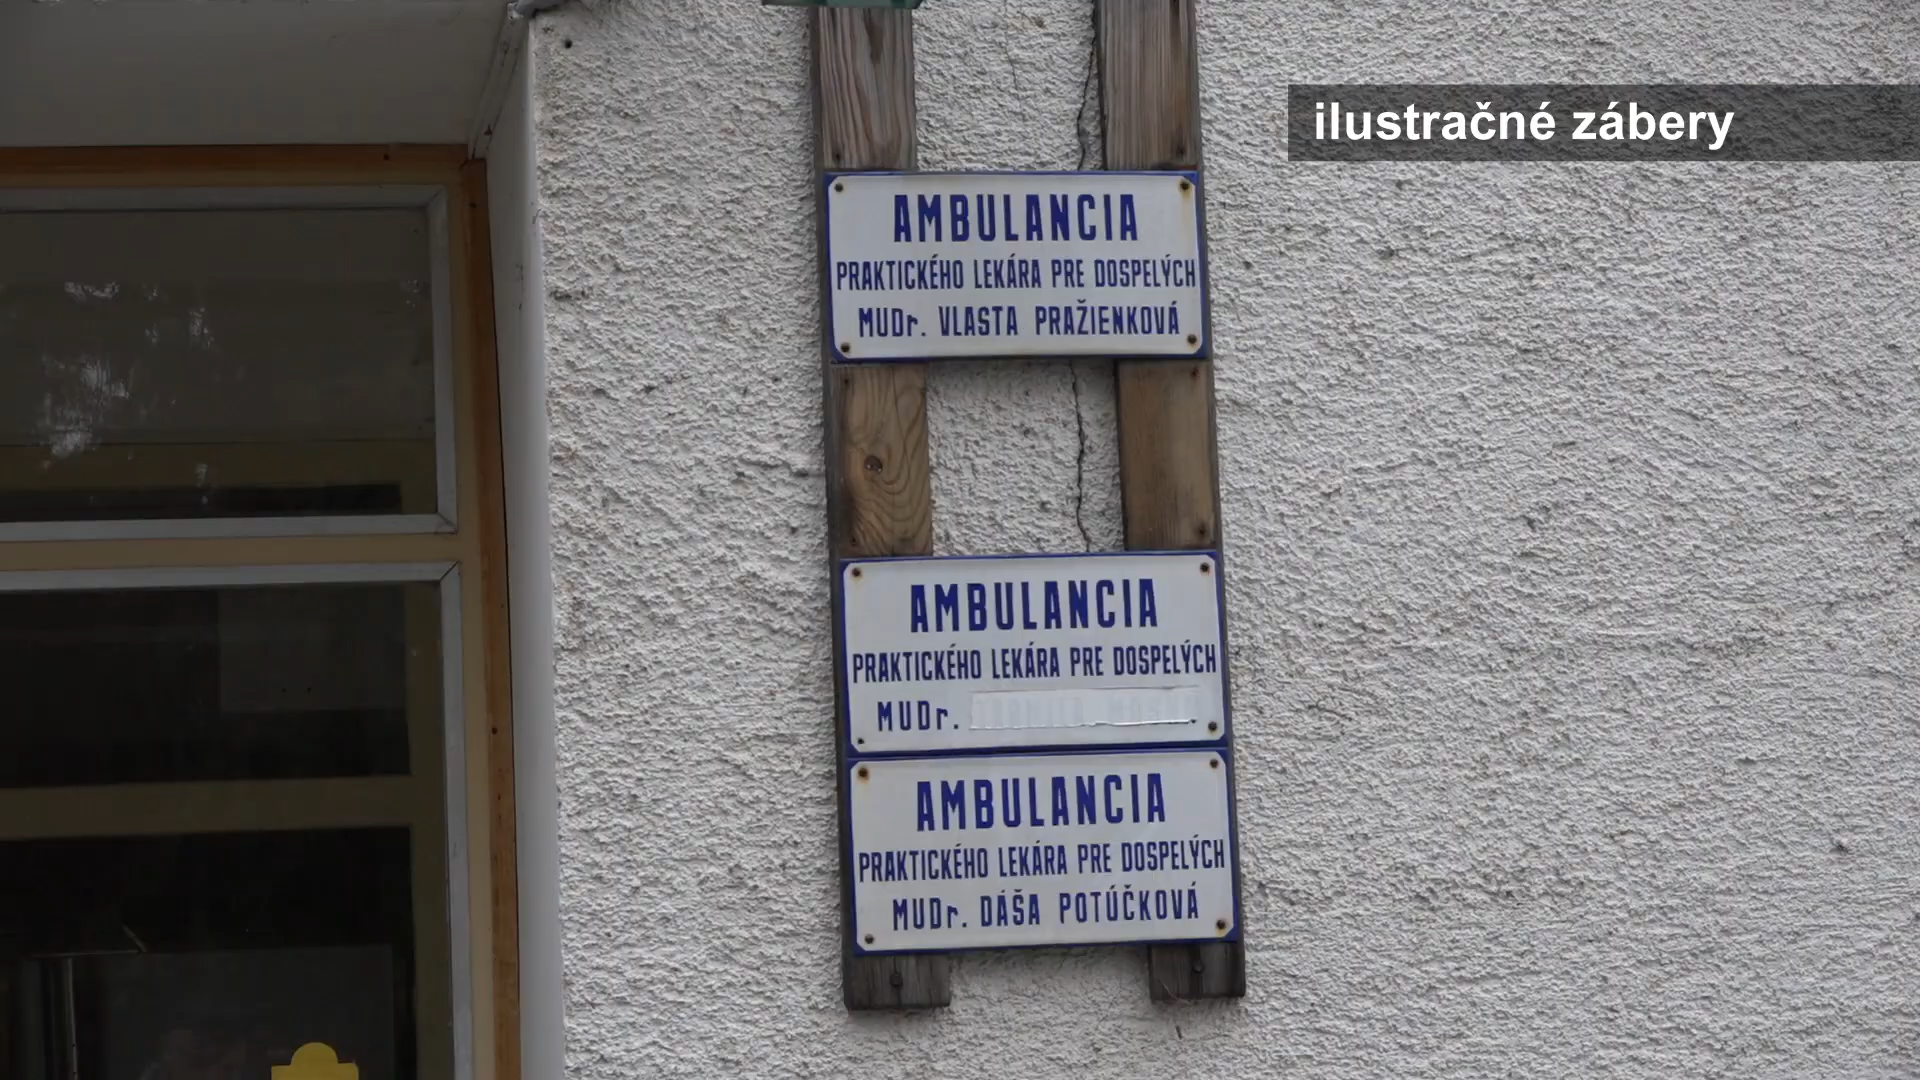 ilustračné zábery
AMBULANCIA
PRAKTICKÉHO LEKÁRA PRE DOSPELÝCH
MUDr. VLASTA PRAŽIENKOVÁ
AMBULANCIA
PRAKTICKÉHO LEKÁRA PRE DOSPELÝCH
MUDr.
AMBULANCIA
PRAKTICKÉHO LEKÁRA PRE DOSPELÝCH
MUDr. DÁŠA POTÚČKOVÁ